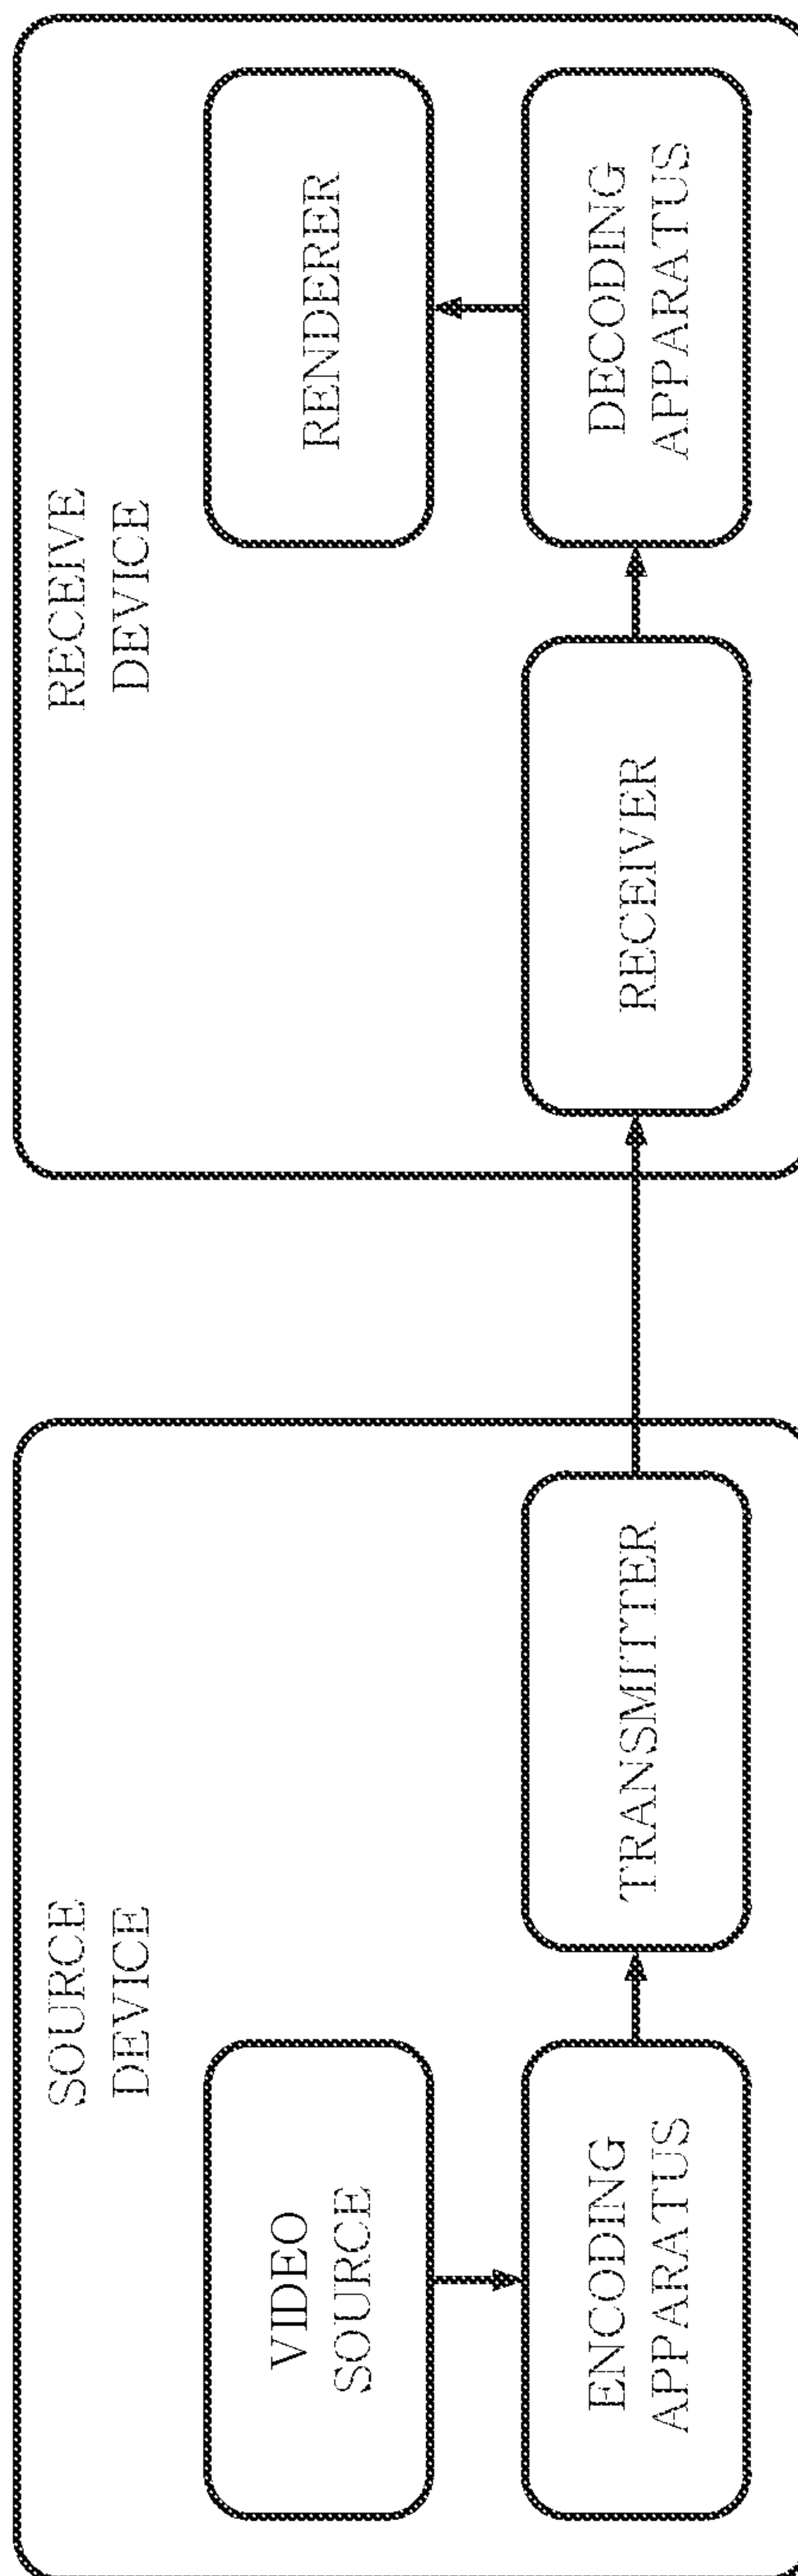 SOURCE
DEVICE
VIDEO
SOURCE
ENCODING
APPARATUS
TRANSMITTER
RECEIVE
DEVICE
RECEIVER
RENDERER
DECODING
APPARATUS